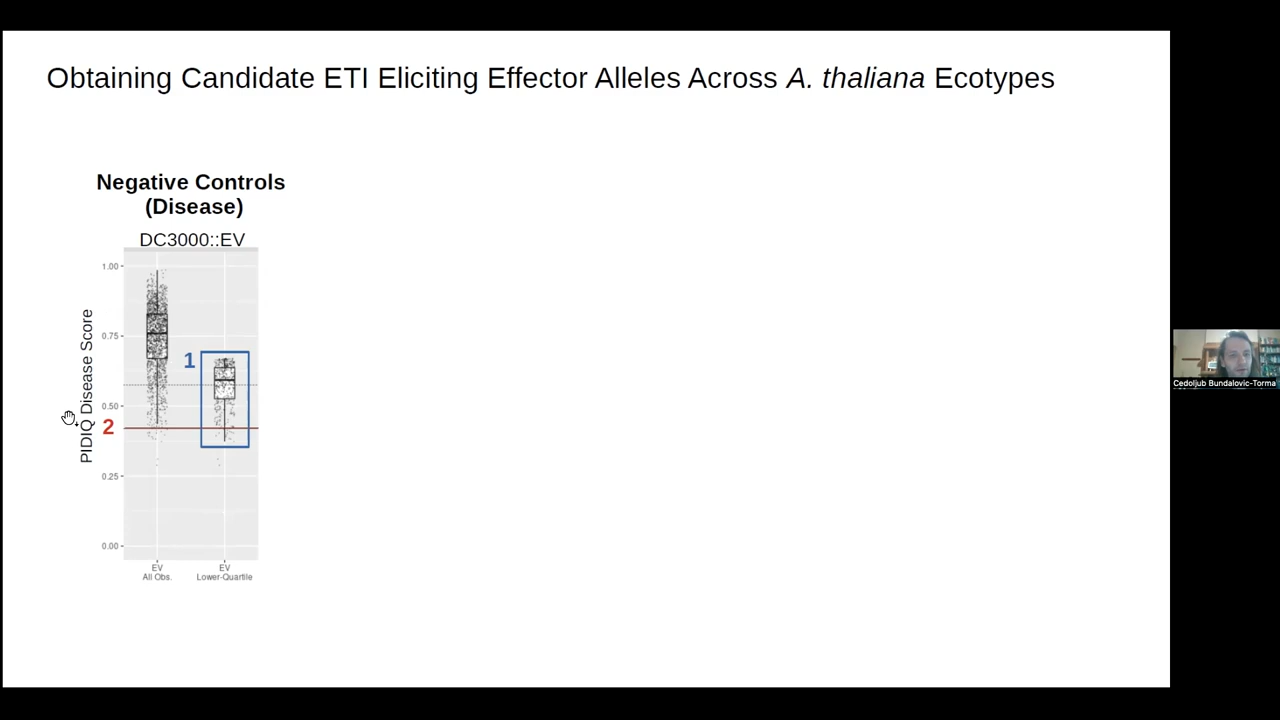 Obtaining Candidate ETI Eliciting Effector Alleles Across A. thaliana Ecotypes
Negative Controls
(Disease)
DC3000::EV
PIDIQ Disease Score
1.00
0.75
0.50
0.25
0.00
1
2
EV
All Obs.
EV
Lower-Quartile
Cedoljub Bundalovic-Torma